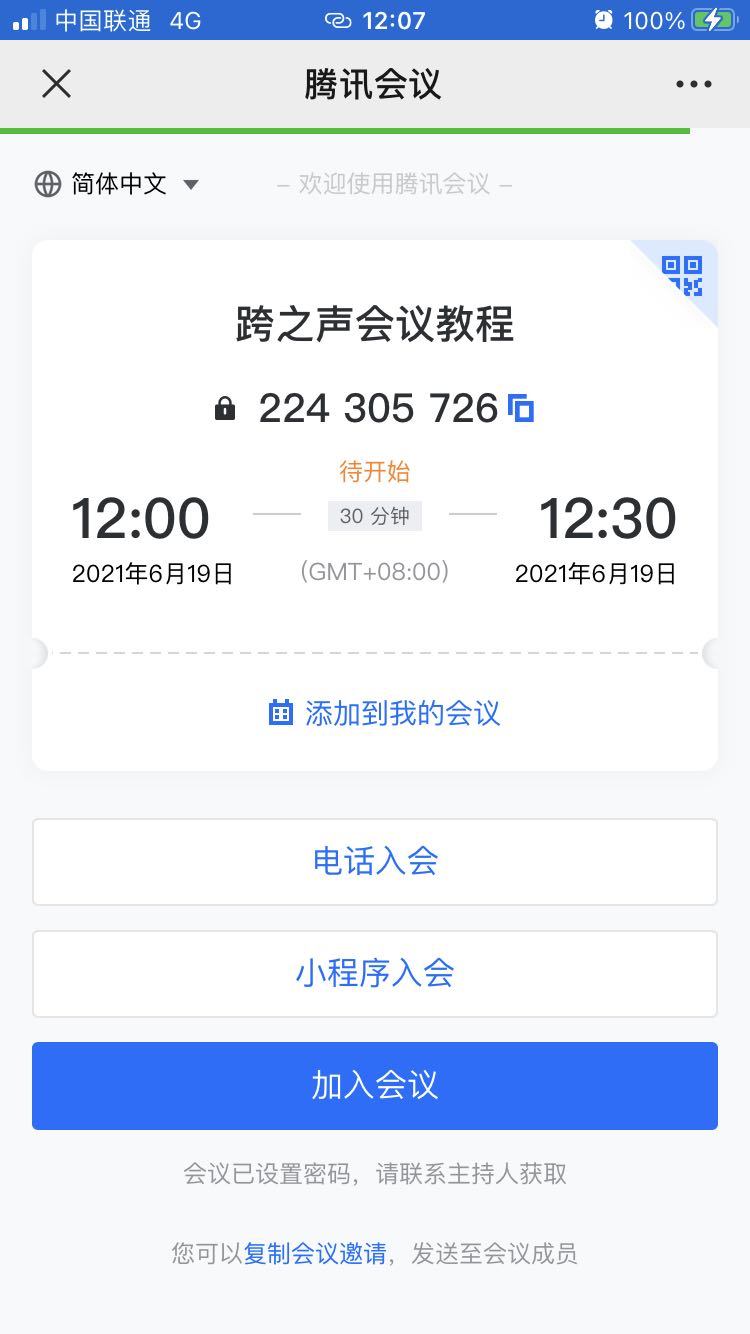 中国联通 4G 12:07 100%
腾讯会议
简体中文 – 欢迎使用腾讯会议 –
跨之声会议教程
224 305 726
待开始
12:00 30 分钟 12:30
2021年6月19日 (GMT+08:00) 2021年6月19日
添加到我的会议
电话入会
小程序入会
加入会议
会议已设置密码，请联系主持人获取
您可以复制会议邀请，发送至会议成员